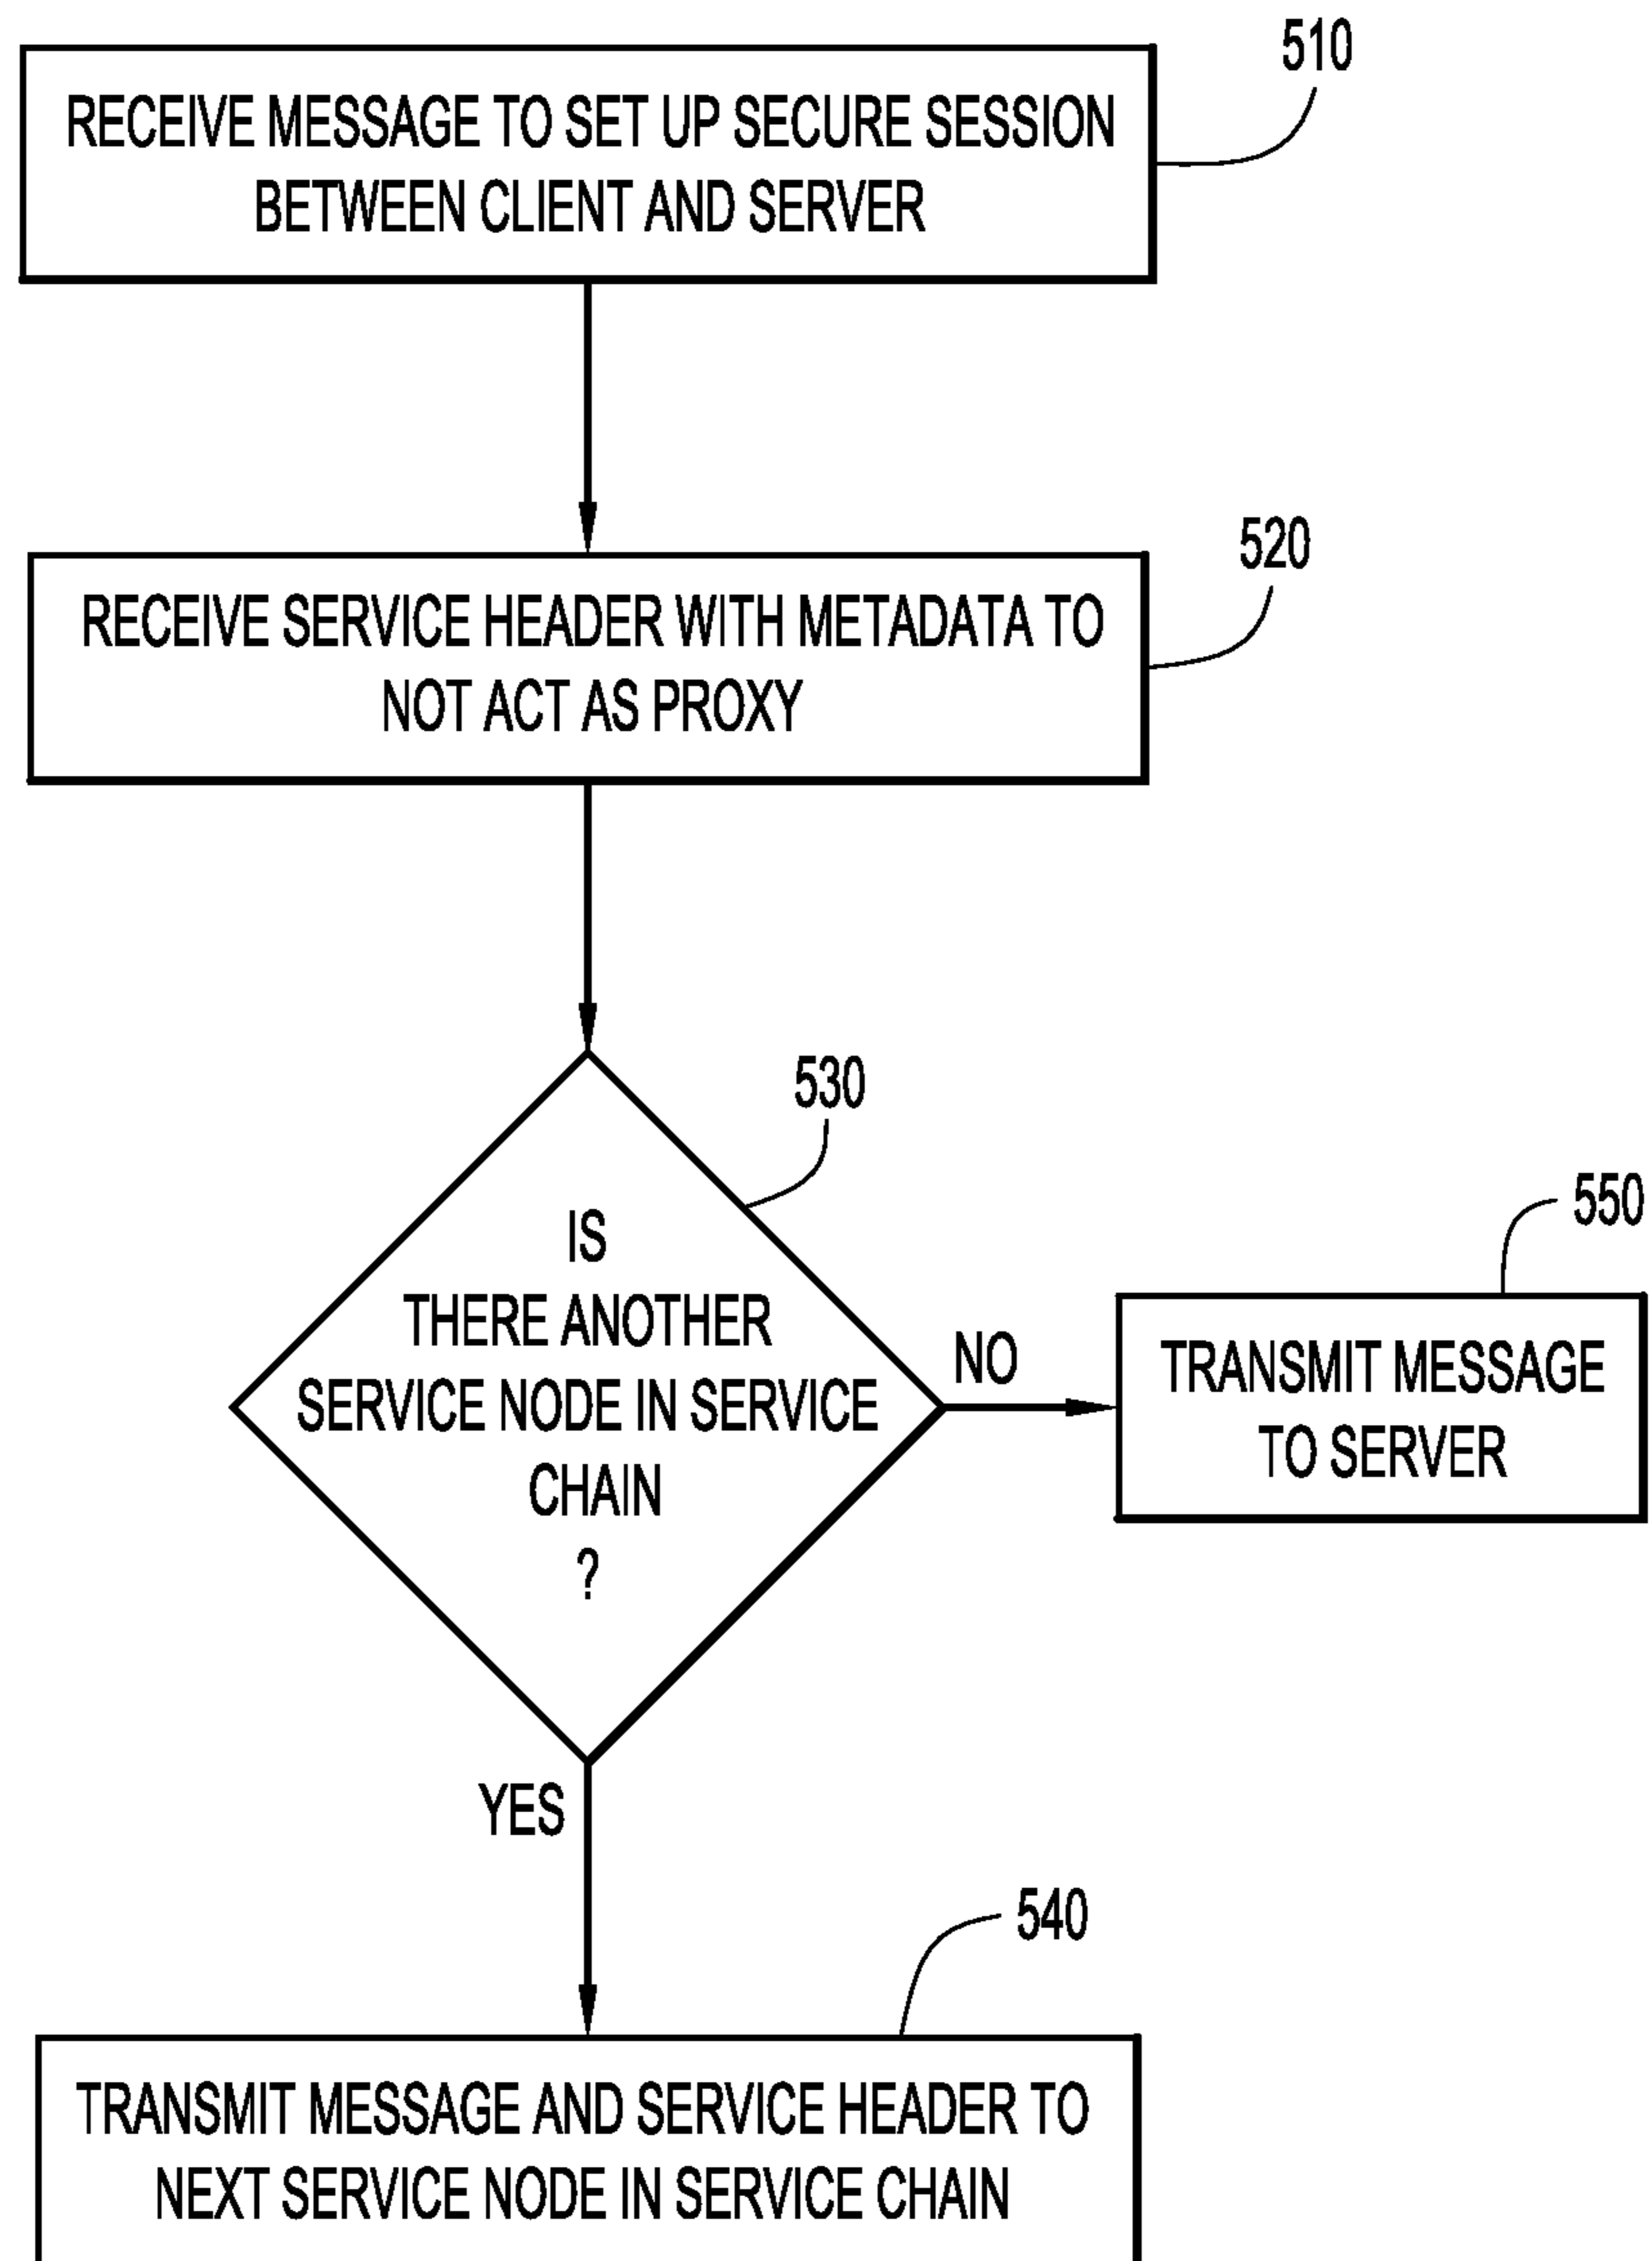 510
RECEIVE MESSAGE TO SET UP SECURE SESSION
BETWEEN CLIENT AND SERVER
520
RECEIVE SERVICE HEADER WITH METADATA TO
NOT ACT AS PROXY
530
IS
THERE ANOTHER
SERVICE NODE IN SERVICE
CHAIN
?
NO
550
TRANSMIT MESSAGE
TO SERVER
YES
540
TRANSMIT MESSAGE AND SERVICE HEADER TO
NEXT SERVICE NODE IN SERVICE CHAIN